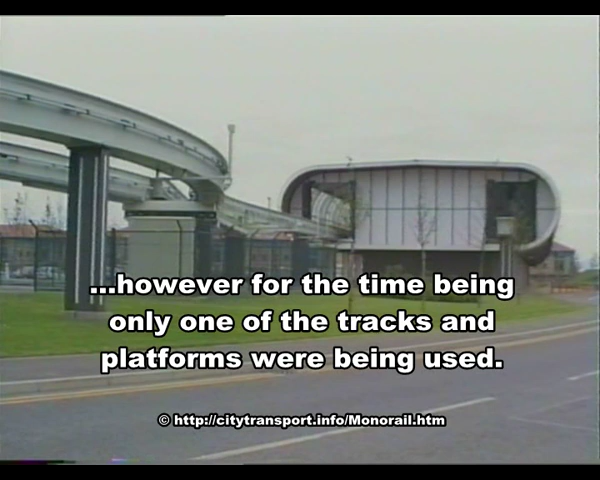 ...however for the time being
only one of the tracks and
platforms were being used.
© http://citytransport.info/Monorail.htm